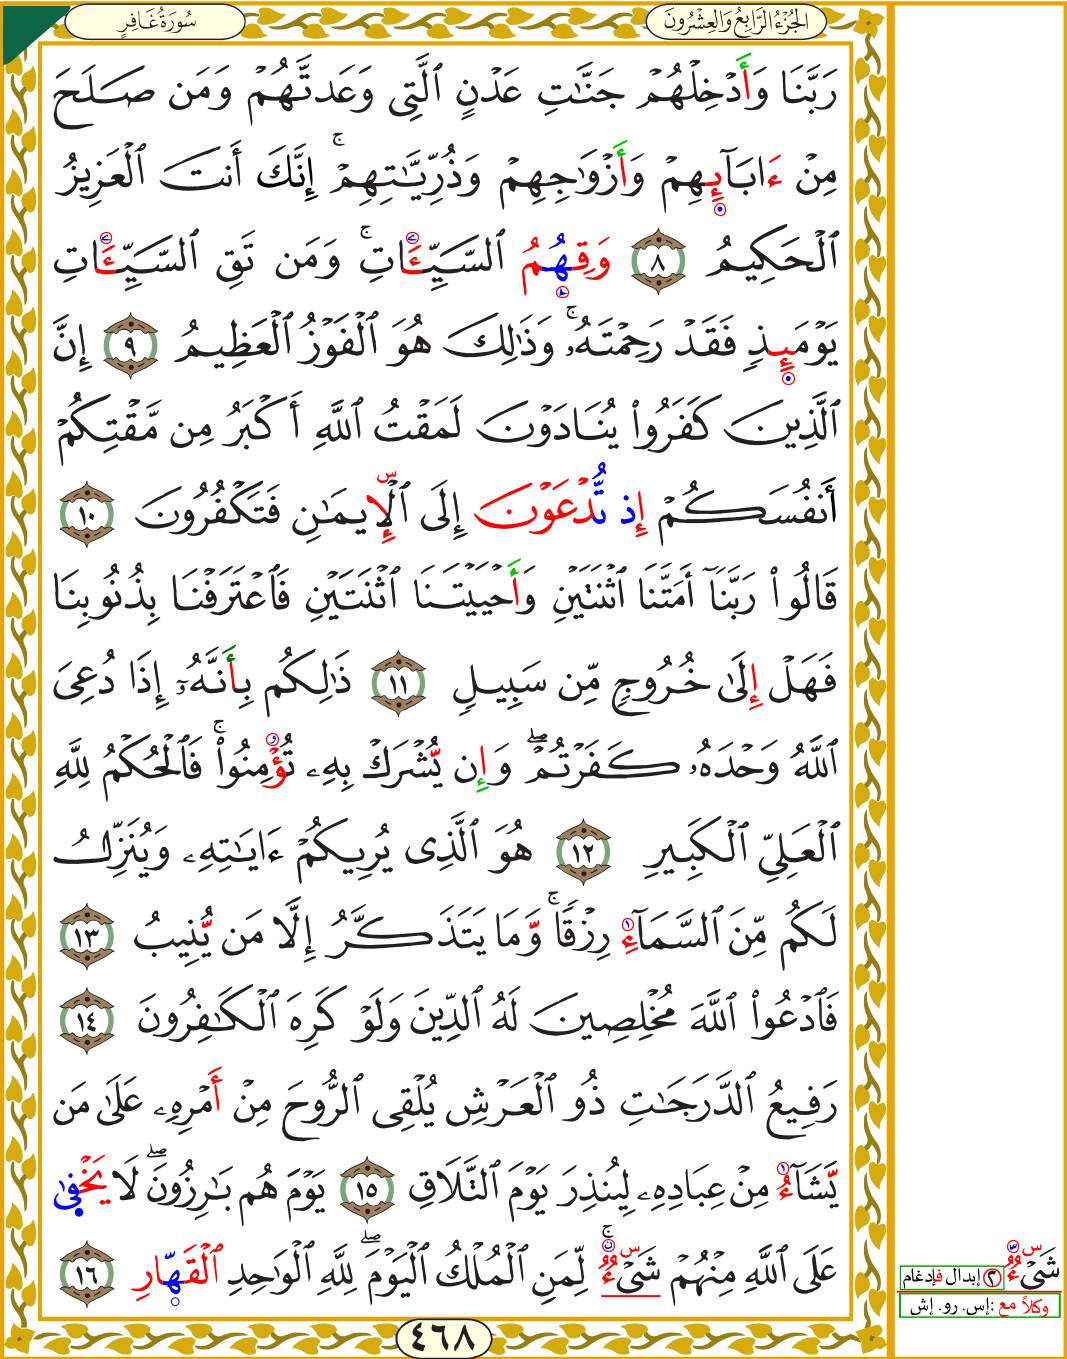 سُورَةُ غَافِرٍ
الجُزْءُ الرَّابِعُ وَالعِشْرُونَ
رَبَّنَا وَأَدْخِلْهُمْ جَنَّٰتِ عَدْنٍ ٱلَّتِى وَعَدتَّهُمْ وَمَن صَلَحَ
مِنْ ءَابَآئِهِمْ وَأَزْوَٰجِهِمْ وَذُرِّيَّٰتِهِمْ ۚ إِنَّكَ أَنتَ ٱلْعَزِيزُ
ٱلْحَكِيمُ ٨ وَقِهِمُ ٱلسَّيِّـَٔاتِ ۚ وَمَن تَقِ ٱلسَّيِّـَٔاتِ
يَوْمَئِذٍ فَقَدْ رَحِمْتَهُۥ ۚ وَذَٰلِكَ هُوَ ٱلْفَوْزُ ٱلْعَظِيمُ ٩ إِنَّ
ٱلَّذِينَ كَفَرُوا۟ يُنَادَوْنَ لَمَقْتُ ٱللَّهِ أَكْبَرُ مِن مَّقْتِكُمْ
أَنفُسَكُمْ إِذ تُّدْعَوْنَ إِلَى ٱلْإِيمَٰنِ فَتَكْفُرُونَ ١٠
قَالُوا۟ رَبَّنَآ أَمَتَّنَا ٱثْنَتَيْنِ وَأَحْيَيْتَنَا ٱثْنَتَيْنِ فَٱعْتَرَفْنَا بِذُنُوبِنَا
فَهَلْ إِلَىٰ خُرُوجٍ مِّن سَبِيلٍ ١١ ذَٰلِكُم بِأَنَّهُۥٓ إِذَا دُعِىَ
ٱللَّهُ وَحْدَهُۥ كَفَرْتُمْ ۖ وَإِن يُشْرَكْ بِهِۦ تُؤْمِنُوا۟ ۚ فَٱلْحُكْمُ لِلَّهِ
ٱلْعَلِىِّ ٱلْكَبِيرِ ١٢ هُوَ ٱلَّذِى يُرِيكُمْ ءَايَٰتِهِۦ وَيُنَزِّلُ
لَكُم مِّنَ ٱلسَّمَآءِ رِزْقًا ۚ وَمَا يَتَذَكَّرُ إِلَّا مَن يُنِيبُ ١٣
فَٱدْعُوا۟ ٱللَّهَ مُخْلِصِينَ لَهُ ٱلدِّينَ وَلَوْ كَرِهَ ٱلْكَٰفِرُونَ ١٤
رَفِيعُ ٱلدَّرَجَٰتِ ذُو ٱلْعَرْشِ يُلْقِى ٱلرُّوحَ مِنْ أَمْرِهِۦ عَلَىٰ مَن
يَشَآءُ مِنْ عِبَادِهِۦ لِيُنذِرَ يَوْمَ ٱلتَّلَاقِ ١٥ يَوْمَ هُم بَٰرِزُونَ ۖ لَا يَخْفَىٰ
عَلَى ٱللَّهِ مِنْهُمْ شَىْءٌ ۚ لِّمَنِ ٱلْمُلْكُ ٱلْيَوْمَ ۖ لِلَّهِ ٱلْوَٰحِدِ ٱلْقَهَّارِ ١٦
شَىْءٌ
٢ إبدال فإدغام
وكلاً مع :إس. رو. إش
٤٦٨